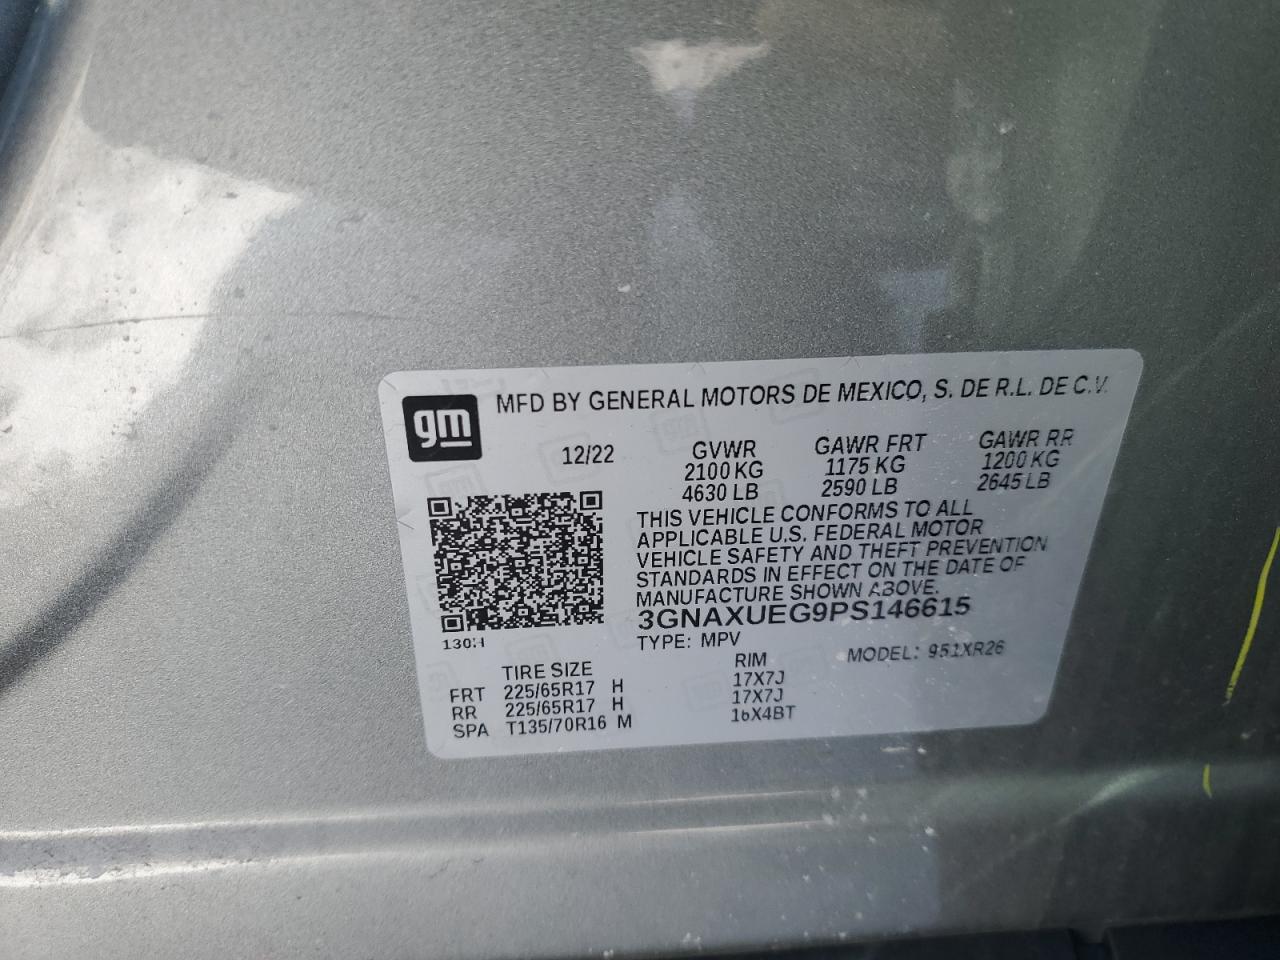 gm
MFD BY GENERAL MOTORS DE MEXICO, S. DE R.L. DE C.V.
12/22
GVWR
2100 KG
4630 LB
GAWR FRT
1175 KG
2590 LB
GAWR RR
1200 KG
2645 LB
THIS VEHICLE CONFORMS TO ALL
APPLICABLE U.S. FEDERAL MOTOR
VEHICLE SAFETY AND THEFT PREVENTION
STANDARDS IN EFFECT ON THE DATE OF
MANUFACTURE SHOWN ABOVE.
3GNAXUEG9PS146615
130H
TYPE: MPV
MODEL: 951XR26
TIRE SIZE RIM
FRT 225/65R17 H 17X7J
RR 225/65R17 H 17X7J
SPA T135/70R16 M 16X4BT